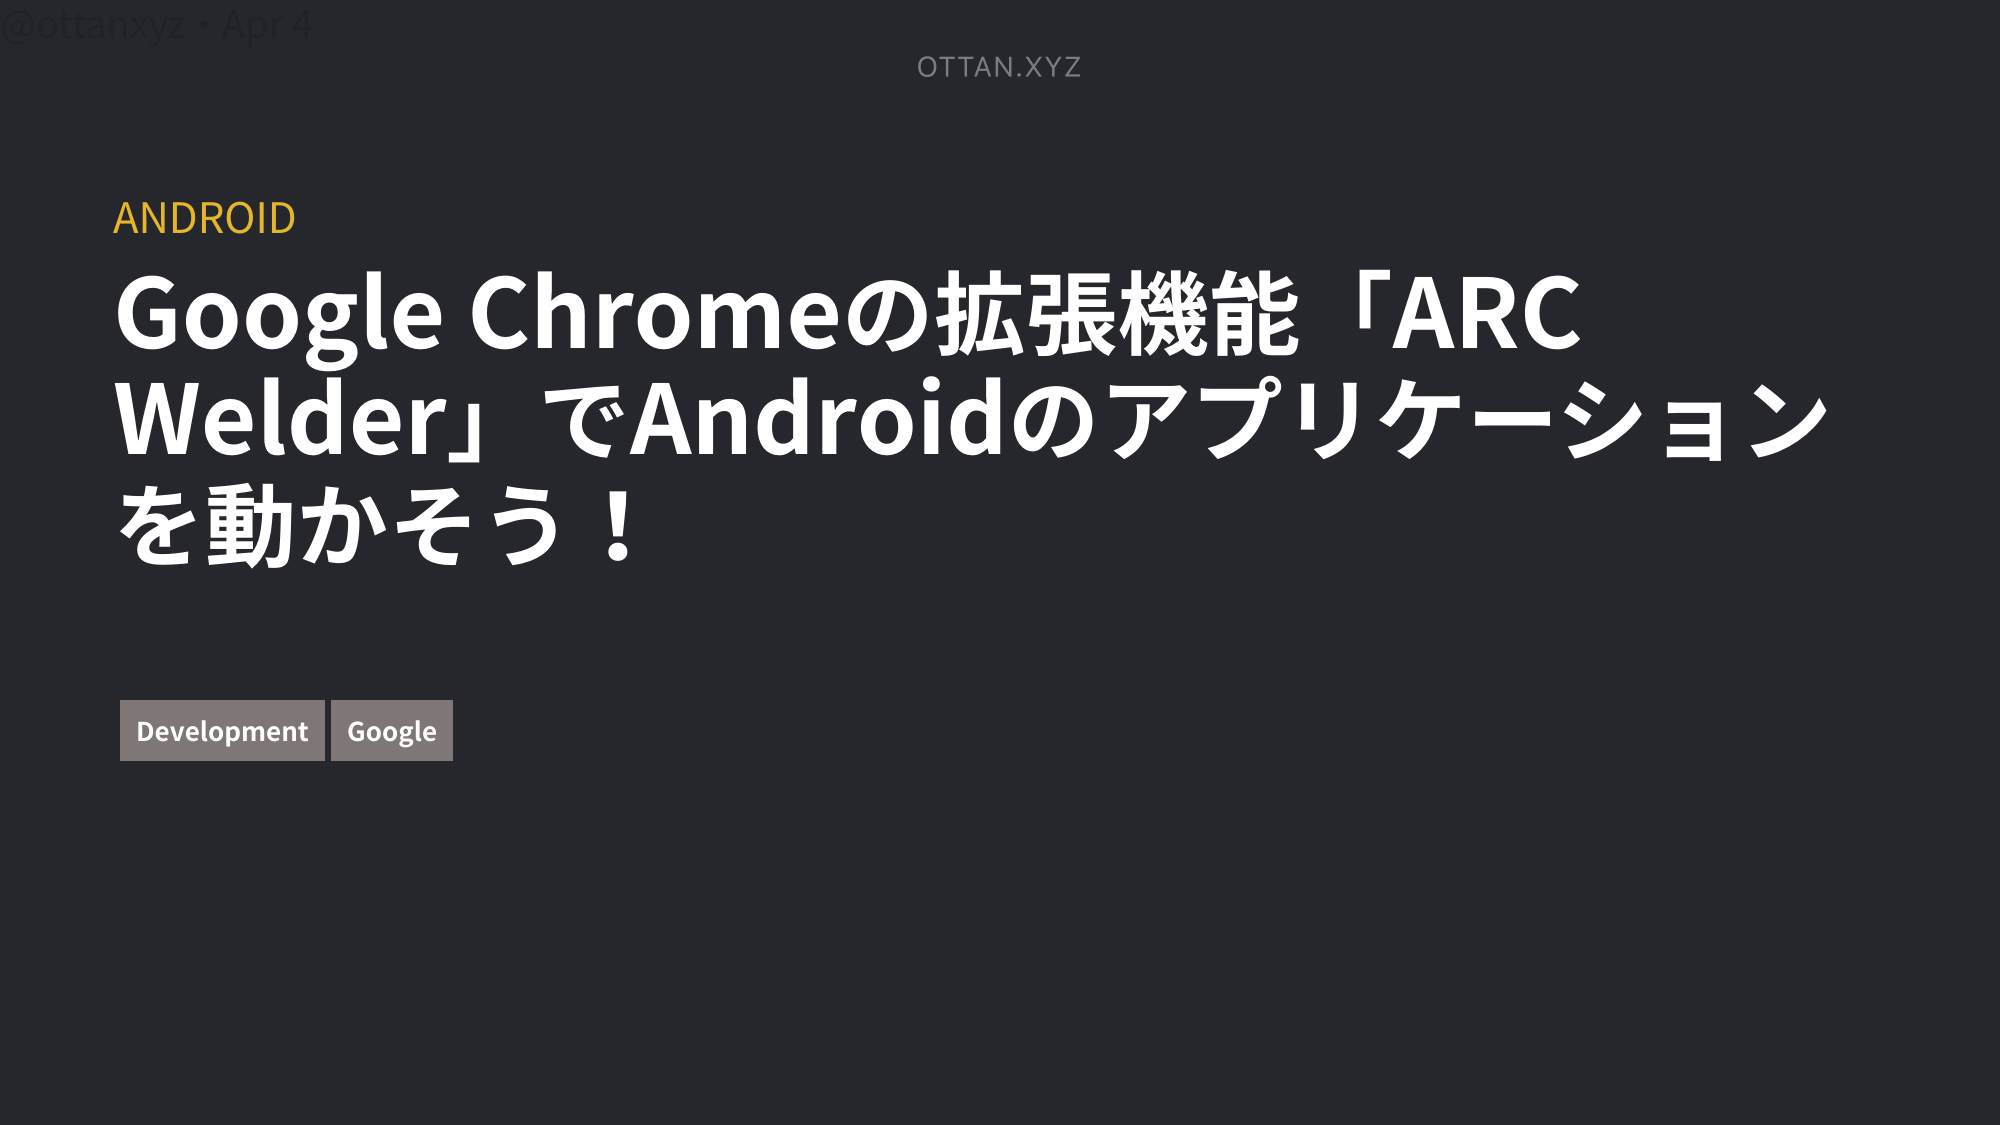 @ottanxyz・Apr 4
OTTAN.XYZ
ANDROID
Google Chromeの拡張機能「ARC
Welder」でAndroidのアプリケーション
を動かそう！
Development Google